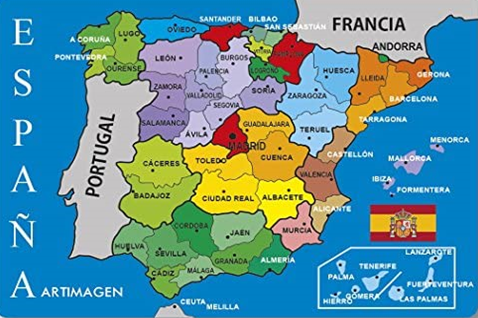 ESPAÑA
ARTIMAGEN
FRANCIA
ANDORRA
PORTUGAL
A CORUÑA
LUGO
PONTEVEDRA
OURENSE
OVIEDO
SANTANDER
BILBAO
SAN SEBASTIÁN
VITORIA
LOGROÑO
LEÓN
PALENCIA
BURGOS
ZAMORA
VALLADOLID
SORIA
SEGOVIA
SALAMANCA
ÁVILA
HUESCA
ZARAGOZA
TERUEL
LLEIDA
GERONA
BARCELONA
TARRAGONA
MADRID
GUADALAJARA
TOLEDO
CUENCA
CIUDAD REAL
ALBACETE
CÁCERES
BADAJOZ
CASTELLÓN
VALENCIA
ALICANTE
MURCIA
MENORCA
MALLORCA
IBIZA
FORMENTERA
HUELVA
SEVILLA
CORDOBA
JAÉN
CÁDIZ
MÁLAGA
GRANADA
ALMERÍA
CEUTA
MELILLA
LANZAROTE
PALMA
TENERIFE
FUERTEVENTURA
HIERRO
GOMERA
LAS PALMAS